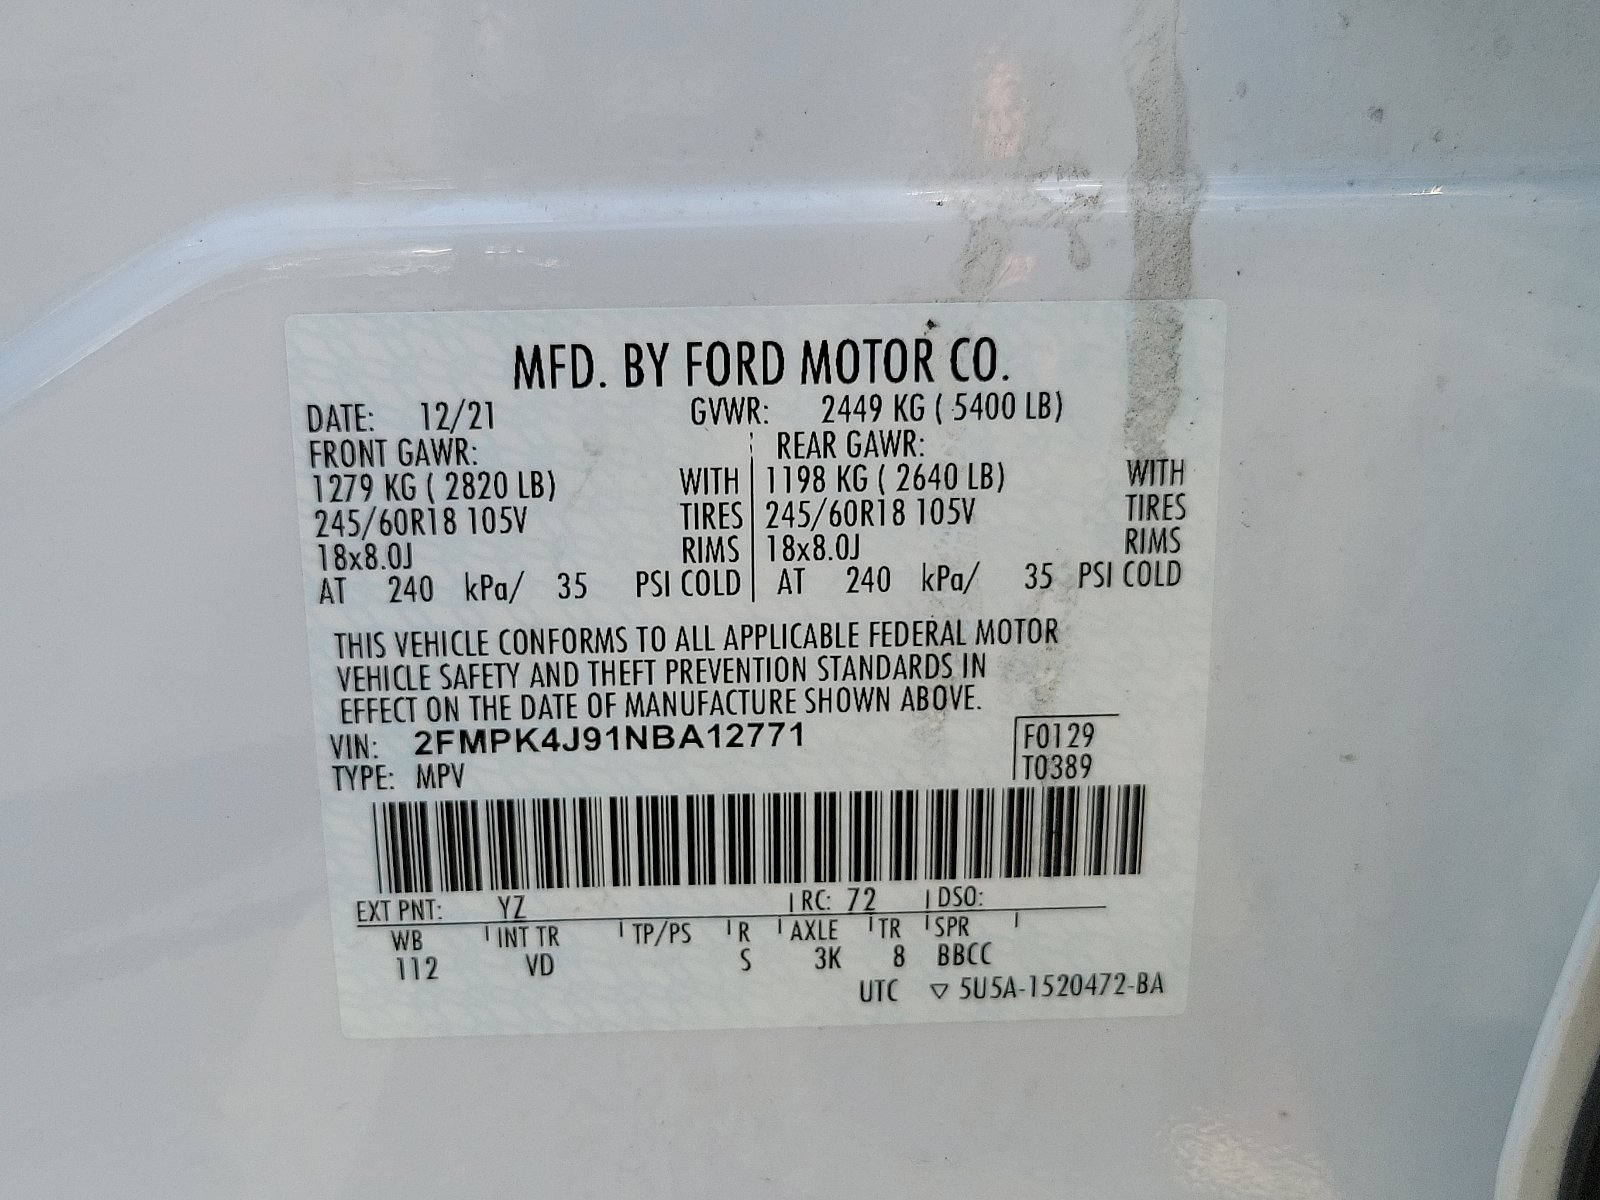 MFD. BY FORD MOTOR CO.
DATE: 12/21 GVWR: 2449 KG ( 5400 LB)
FRONT GAWR: REAR GAWR:
1279 KG ( 2820 LB) WITH 1198 KG ( 2640 LB) WITH
245/60R18 105V TIRES 245/60R18 105V TIRES
18x8.0J RIMS 18x8.0J RIMS
AT 240 kPa/ 35 PSI COLD AT 240 kPa/ 35 PSI COLD
THIS VEHICLE CONFORMS TO ALL APPLICABLE FEDERAL MOTOR
VEHICLE SAFETY AND THEFT PREVENTION STANDARDS IN
EFFECT ON THE DATE OF MANUFACTURE SHOWN ABOVE.
VIN: 2FMPK4J91NBA12771 F0129
TYPE: MPV T0389
EXT PNT: YZ RC: 72 DSO:
WB INT TR TP/PS R AXLE TR SPR
112 VD S 3K 8 BBCC
UTC ▽ 5U5A-1520472-BA